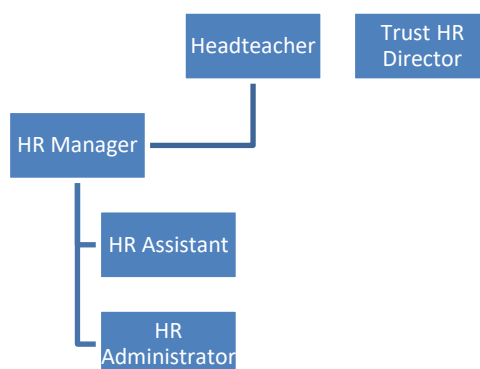 Headteacher
Trust HR
Director
HR Manager
HR Assistant
HR
Administrator